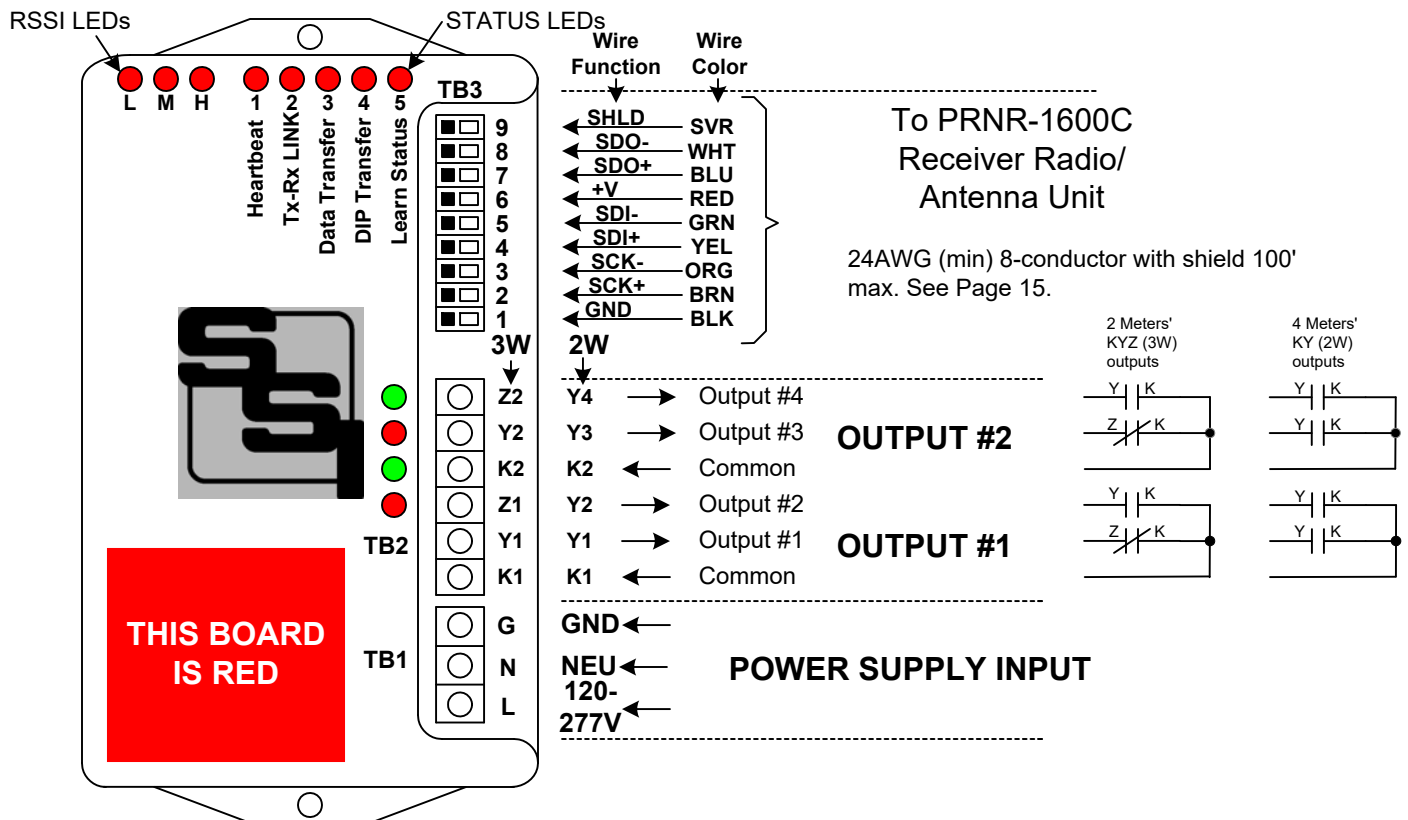 RSSI LEDs
STATUS LEDs
L M H 1 2 3 4 5
Heartbeat
Tx-Rx LINK
Data Transfer
DIP Transfer
Learn Status
TB3
Wire Function
Wire Color
9 SHLD SVR
8 SDO- WHT
7 SDO+ BLU
6 +V RED
5 SDI- GRN
4 SDI+ YEL
3 SCK- ORG
2 SCK+ BRN
1 GND BLK
To PRNR-1600C
Receiver Radio/
Antenna Unit
24AWG (min) 8-conductor with shield 100'
max. See Page 15.
3W 2W
Z2 Y4 Output #4
Y2 Y3 Output #3
K2 K2 Common
Z1 Y2 Output #2
Y1 Y1 Output #1
K1 K1 Common
OUTPUT #2
OUTPUT #1
TB2
SSI
THIS BOARD
IS RED
TB1
G GND
N NEU
L 120-
277V
POWER SUPPLY INPUT
2 Meters'
KYZ (3W)
outputs
Y K
Z K
Y K
Z K
4 Meters'
KY (2W)
outputs
Y K
Y K
Y K
Y K